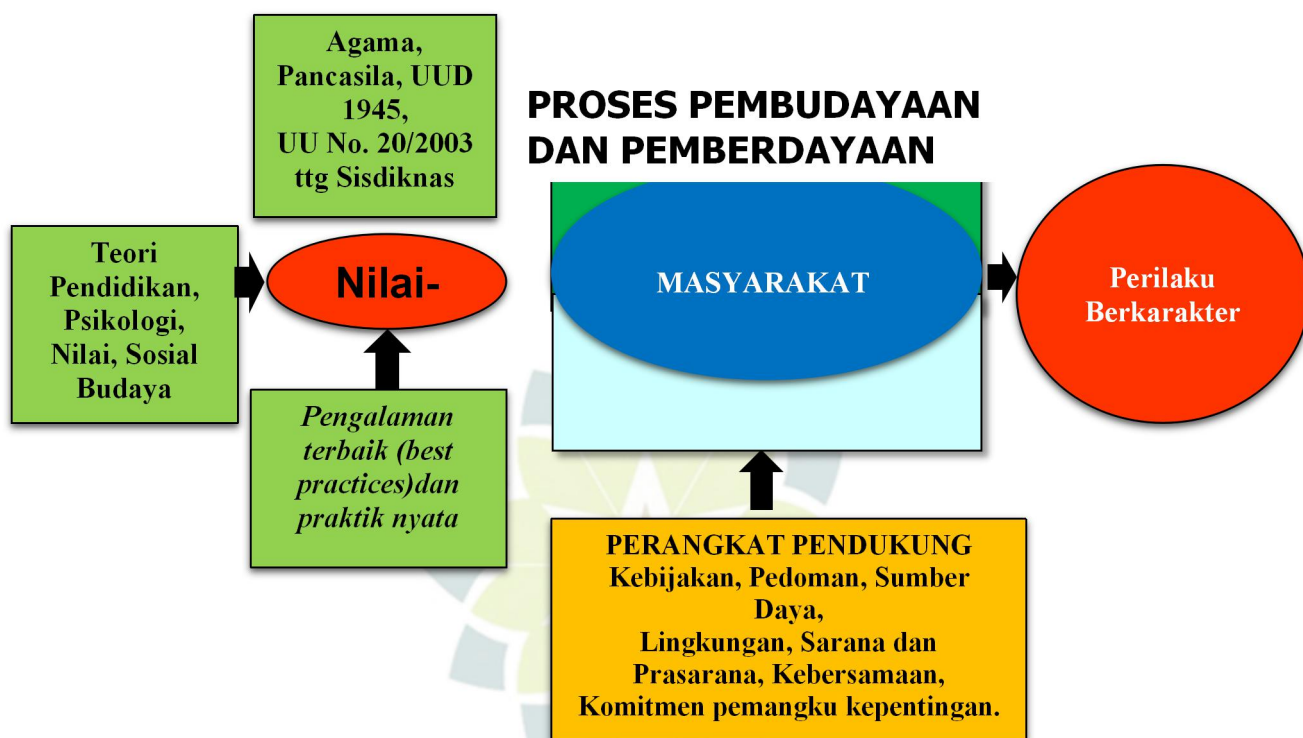 Agama,
Pancasila, UUD
1945,
UU No. 20/2003
ttg Sisdiknas
PROSES PEMBUDAYAAN
DAN PEMBERDAYAAN
Teori
Pendidikan,
Psikologi,
Nilai, Sosial
Budaya
Nilai-
MASYARAKAT
Perilaku
Berkarakter
Pengalaman
terbaik (best
practices)dan
praktik nyata
PERANGKAT PENDUKUNG
Kebijakan, Pedoman, Sumber
Daya,
Lingkungan, Sarana dan
Prasarana, Kebersamaan,
Komitmen pemangku kepentingan.